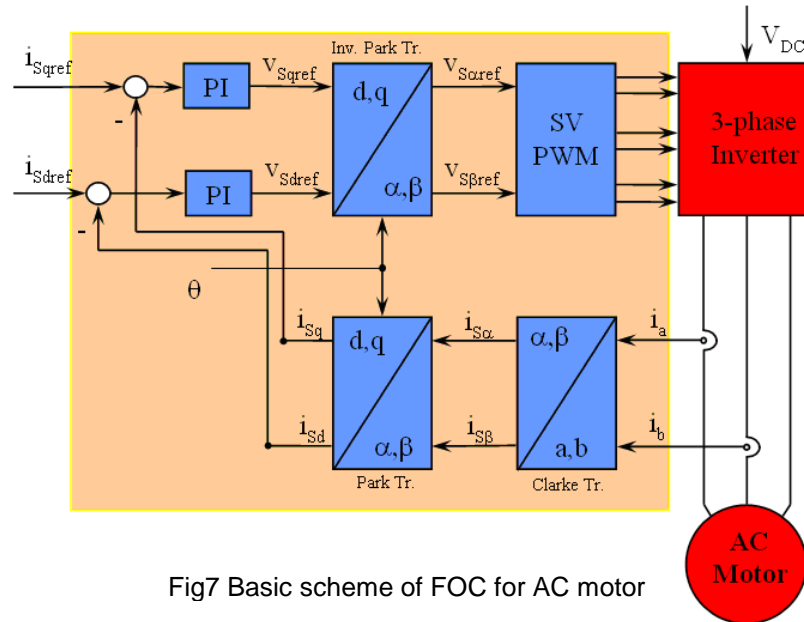 Inv. Park Tr.
V_DC
i_Sqref
PI
v_Sqref
d,q
v_Sαref
SV
PWM
3-phase
Inverter
-
i_Sdref
PI
v_Sdref
α,β
v_Sβref
-
θ
i_Sq
d,q
i_Sα
α,β
i_a
i_Sd
α,β
i_Sβ
a,b
i_b
Park Tr.
Clarke Tr.
AC
Motor
Fig7 Basic scheme of FOC for AC motor